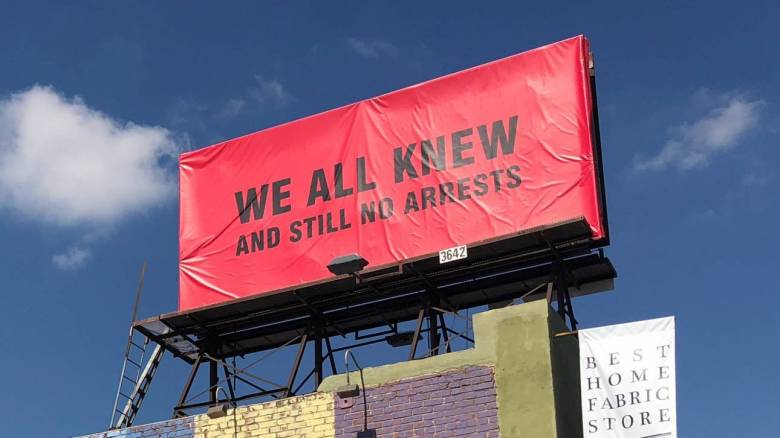 WE ALL KNEW
AND STILL NO ARRESTS
3642
BEST
HOME
FABRIC
STORE